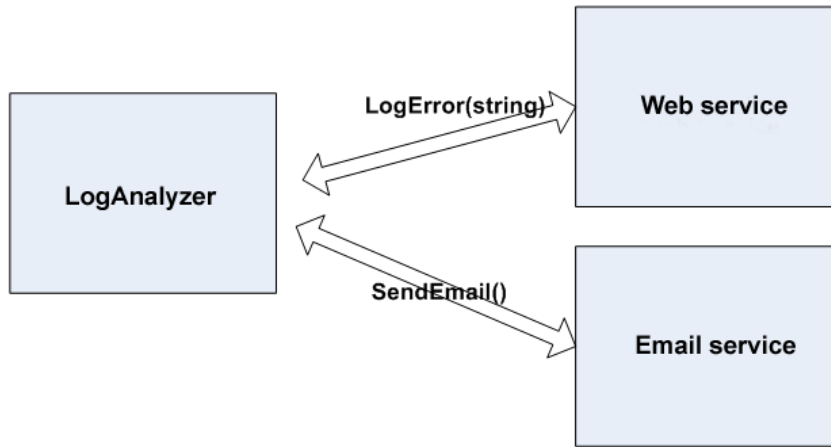 LogAnalyzer
LogError(string)
Web service
SendEmail()
Email service